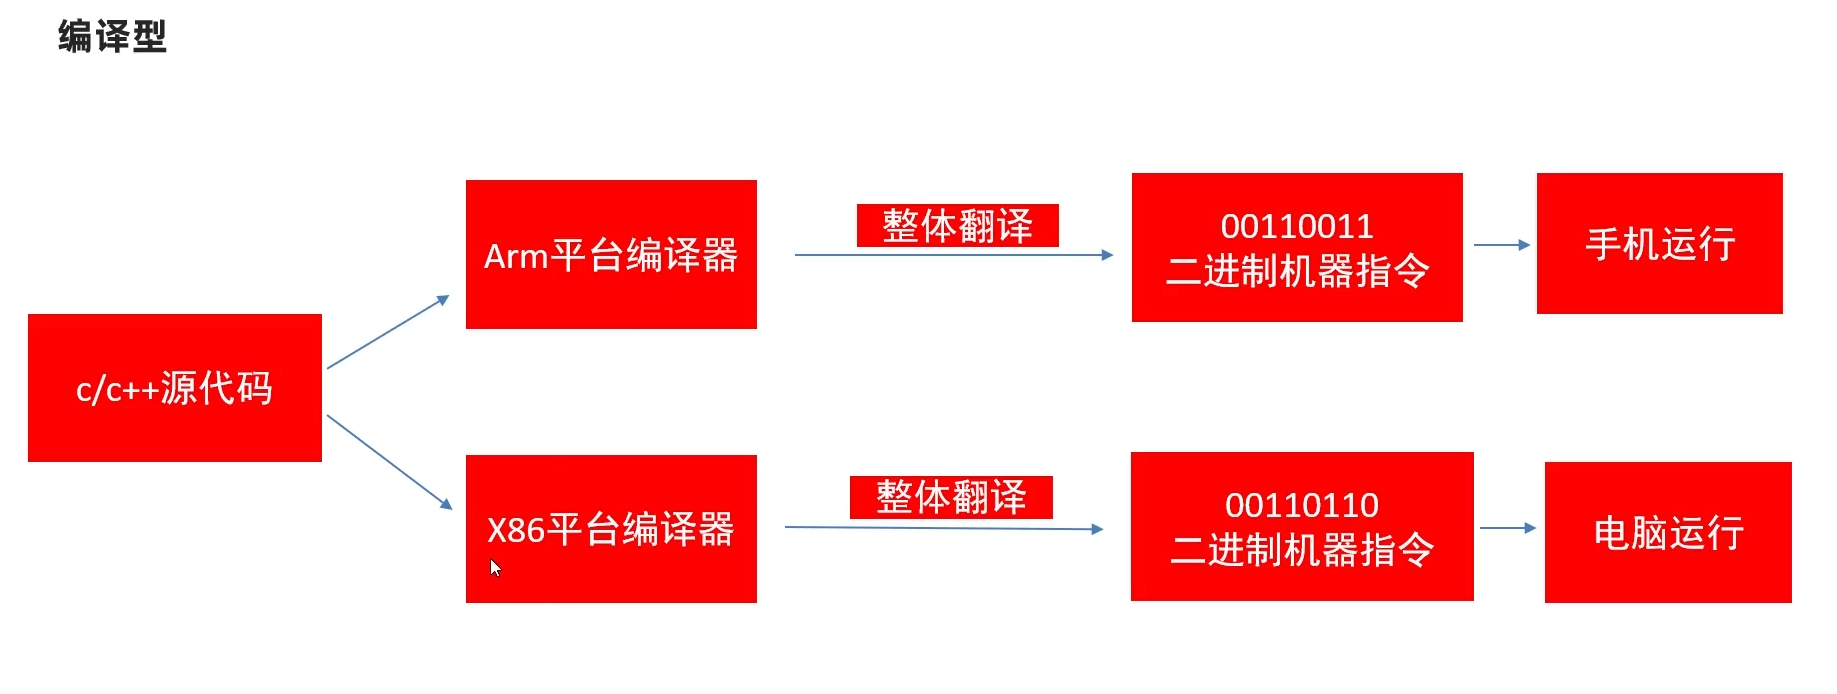 编译型
c/c++源代码
Arm平台编译器
整体翻译
00110011
二进制机器指令
手机运行
X86平台编译器
整体翻译
00110110
二进制机器指令
电脑运行